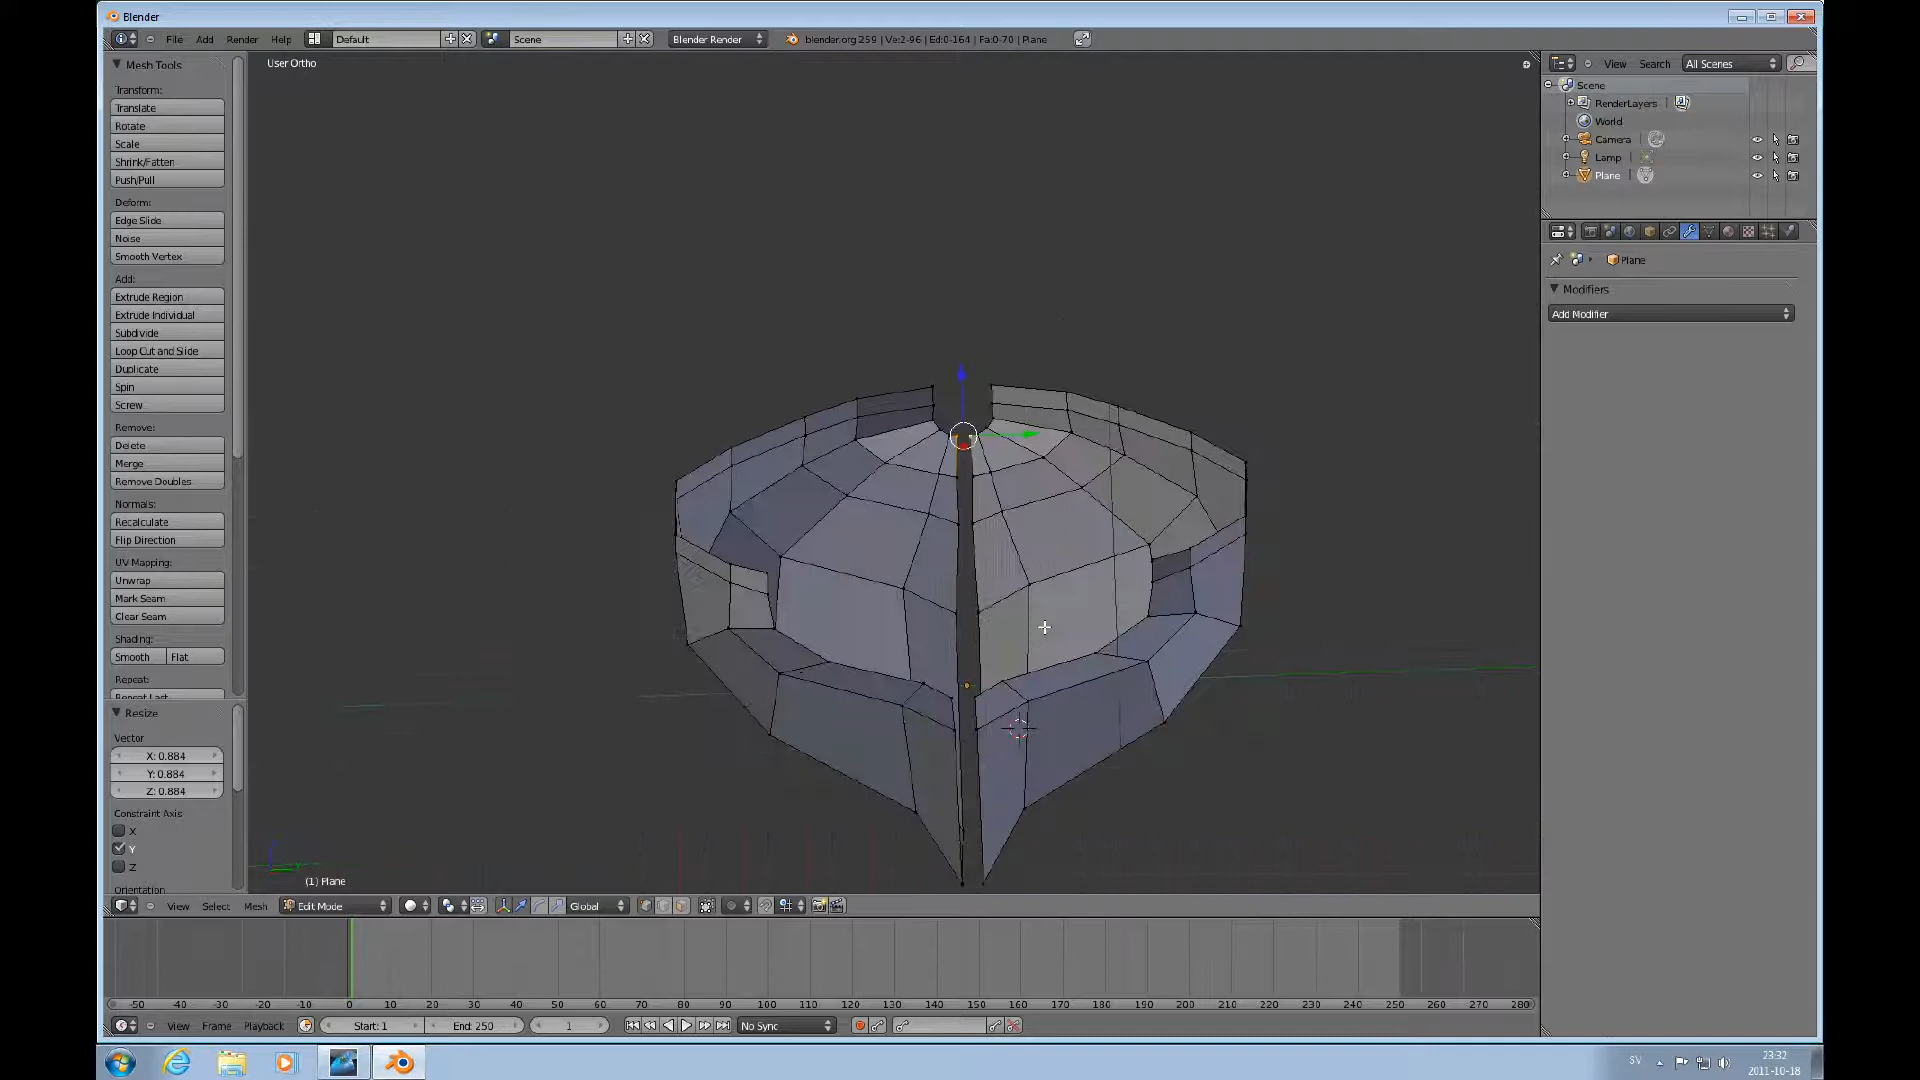 Blender
File Add Render Help Default Scene Blender Render blender.org 259 | Ve:2-96 | Ed:0-164 | Fa:0-70 | Plane
Mesh Tools
Transform:
Translate
Rotate
Scale
Shrink/Fatten
Push/Pull
Deform:
Edge Slide
Noise
Smooth Vertex
Add:
Extrude Region
Extrude Individual
Subdivide
Loop Cut and Slide
Duplicate
Spin
Screw
Remove:
Delete
Merge
Remove Doubles
Normals:
Recalculate
Flip Direction
UV Mapping:
Unwrap
Mark Seam
Clear Seam
Shading:
Smooth Flat
Repeat:
Repeat Last
Resize
Vector
X: 0.884
Y: 0.884
Z: 0.884
Constraint Axis
X
Y
Z
Orientation
User Ortho
(1) Plane
View Select Mesh Edit Mode Global
View Search All Scenes
Scene
RenderLayers
World
Camera
Lamp
Plane
Plane
Modifiers
Add Modifier
-50 -40 -30 -20 -10 0 10 20 30 40 50 60 70 80 90 100 110 120 130 140 150 160 170 180 190 200 210 220 230 240 250 260 270 280
View Frame Playback Start: 1 End: 250 1 No Sync
SV
23:32
2011-10-18